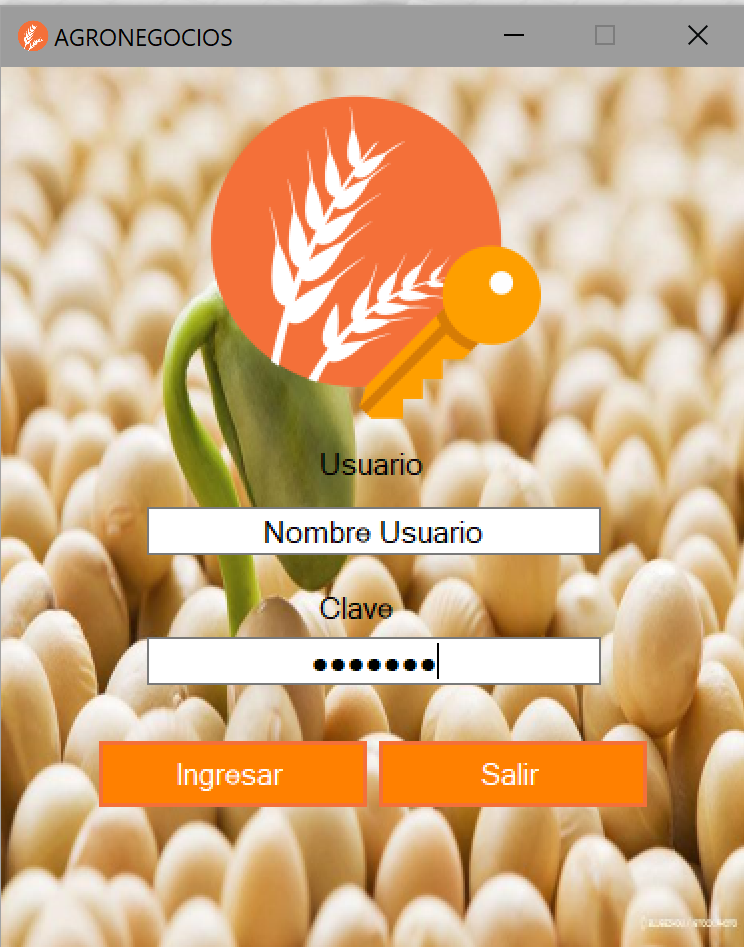 AGRONEGOCIOS
Usuario
Nombre Usuario
Clave
●●●●●●●
Ingresar
Salir